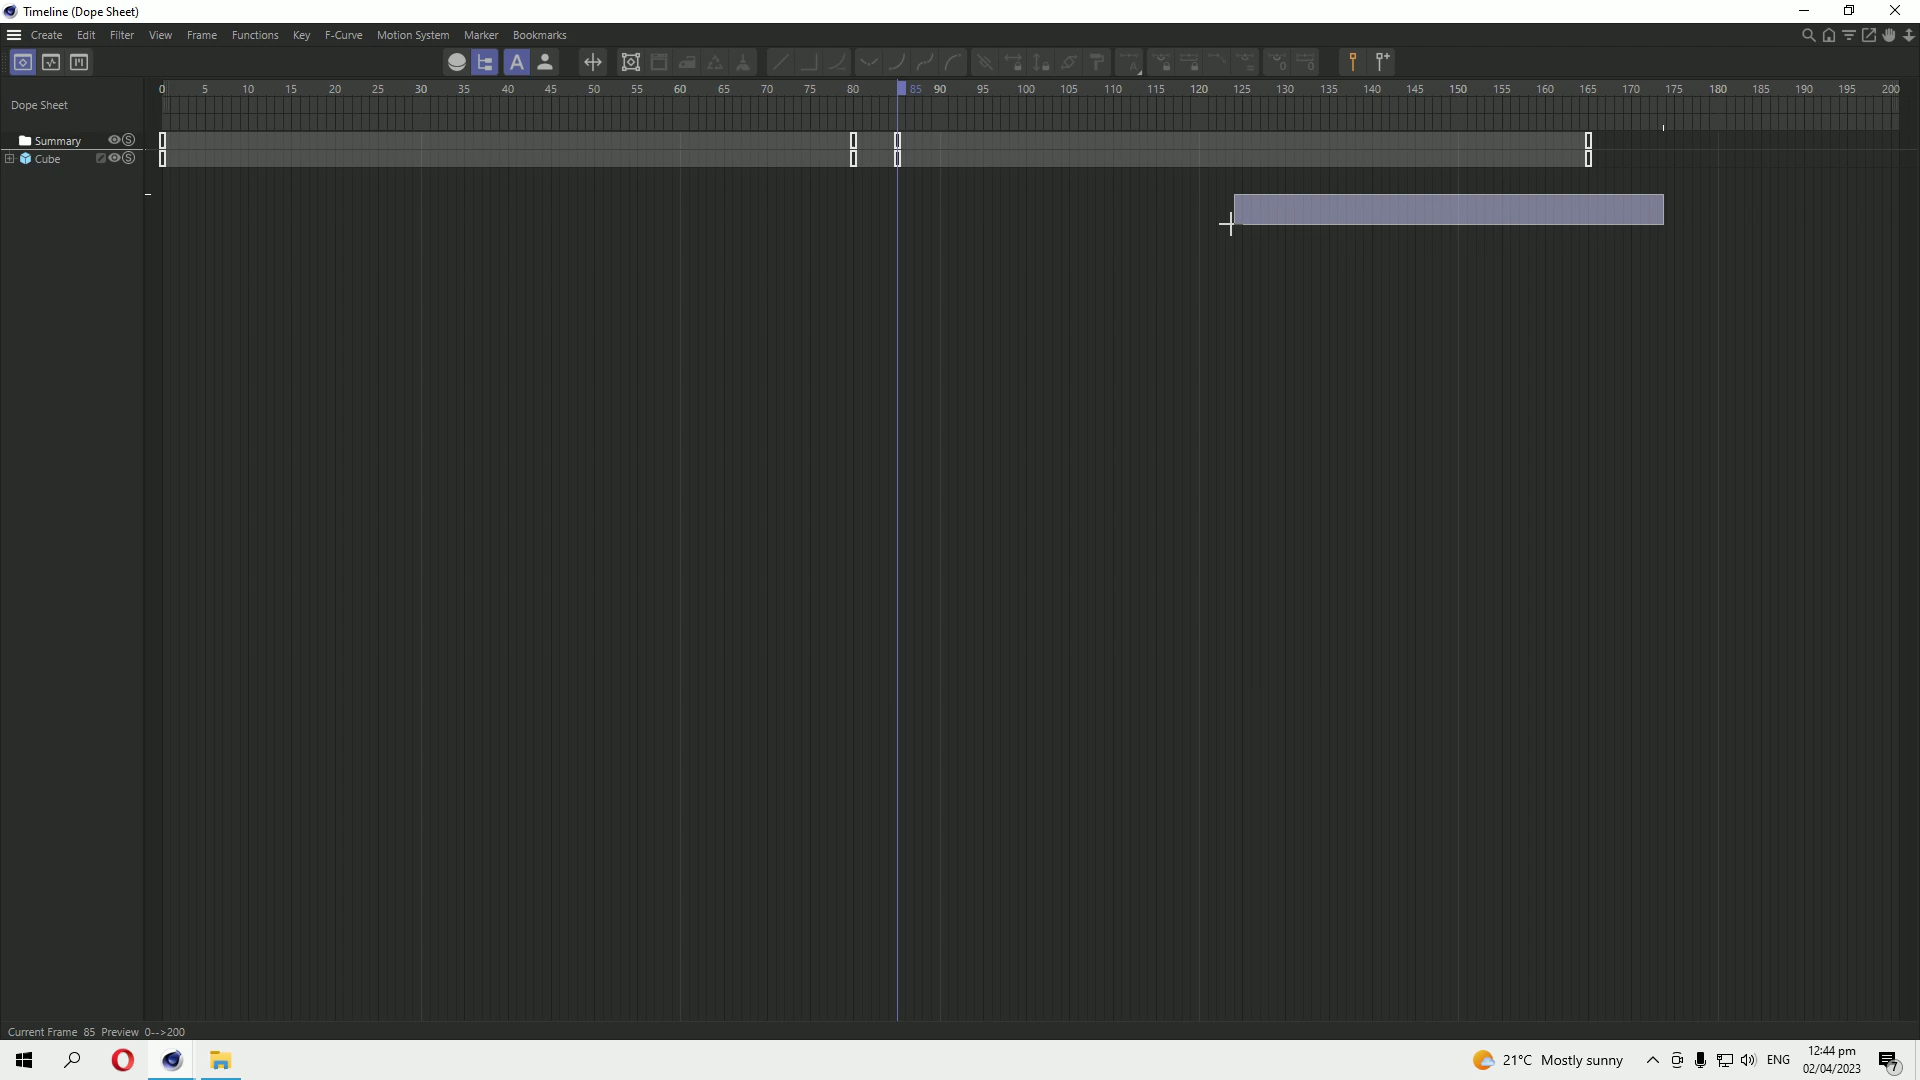 Timeline (Dope Sheet)
Create Edit Filter View Frame Functions Key F-Curve Motion System Marker Bookmarks
A
0 5 10 15 20 25 30 35 40 45 50 55 60 65 70 75 80 85 90 95 100 105 110 115 120 125 130 135 140 145 150 155 160 165 170 175 180 185 190 195 200
Dope Sheet
Summary S
Cube S
Current Frame 85 Preview 0-->200
21°C Mostly sunny
ENG
12:44 pm
02/04/2023
7